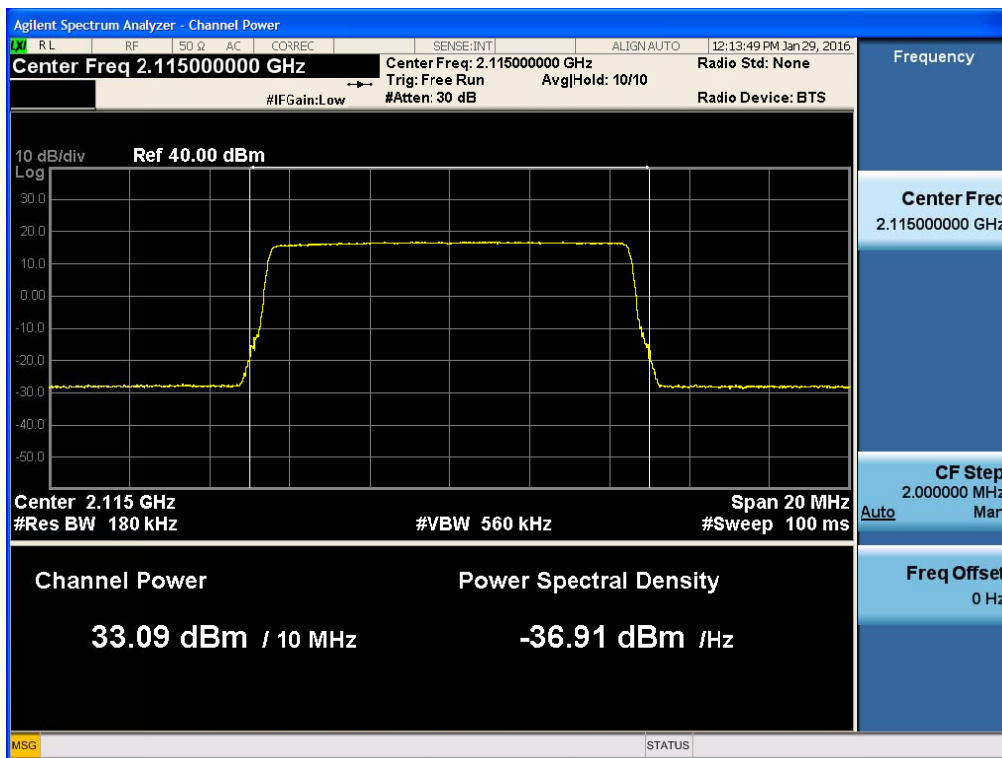 Agilent Spectrum Analyzer - Channel Power
LXI RL RF 50 Ω AC CORREC SENSE:INT ALIGN AUTO 12:13:49 PM Jan 29, 2016
Center Freq 2.115000000 GHz
Center Freq: 2.115000000 GHz
Radio Std: None
Trig: Free Run Avg|Hold: 10/10
#IFGain:Low
#Atten: 30 dB
Radio Device: BTS
10 dB/div Ref 40.00 dBm
Log
30.0
20.0
10.0
0.00
-10.0
-20.0
-30.0
-40.0
-50.0
Center 2.115 GHz Span 20 MHz
#Res BW 180 kHz #VBW 560 kHz #Sweep 100 ms
Channel Power Power Spectral Density
33.09 dBm / 10 MHz -36.91 dBm /Hz
Frequency
Center Freq
2.115000000 GHz
CF Step
2.000000 MHz
Auto Man
Freq Offset
0 Hz
MSG STATUS